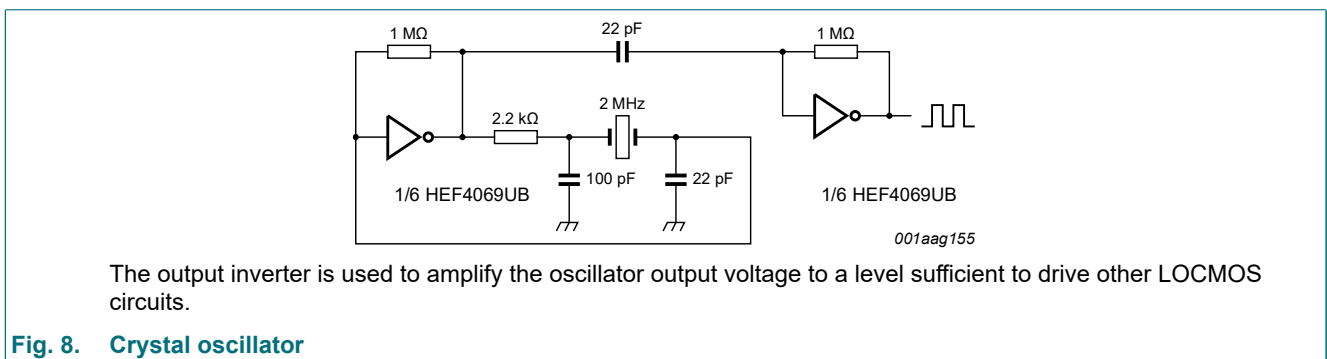 1 MΩ
22 pF
1 MΩ
2.2 kΩ
2 MHz
100 pF
22 pF
1/6 HEF4069UB
1/6 HEF4069UB
001aag155
The output inverter is used to amplify the oscillator output voltage to a level sufficient to drive other LOCMOS
circuits.
Fig. 8. Crystal oscillator